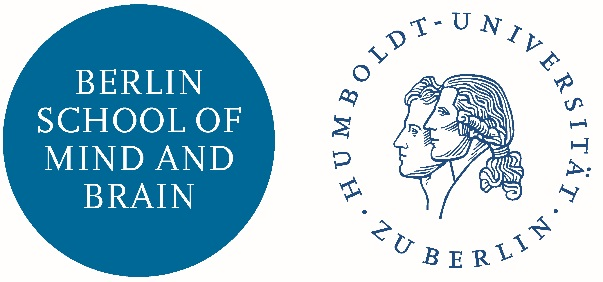 BERLIN
SCHOOL OF
MIND AND
BRAIN
HUMBOLDT-UNIVERSITÄT
· ZU BERLIN ·